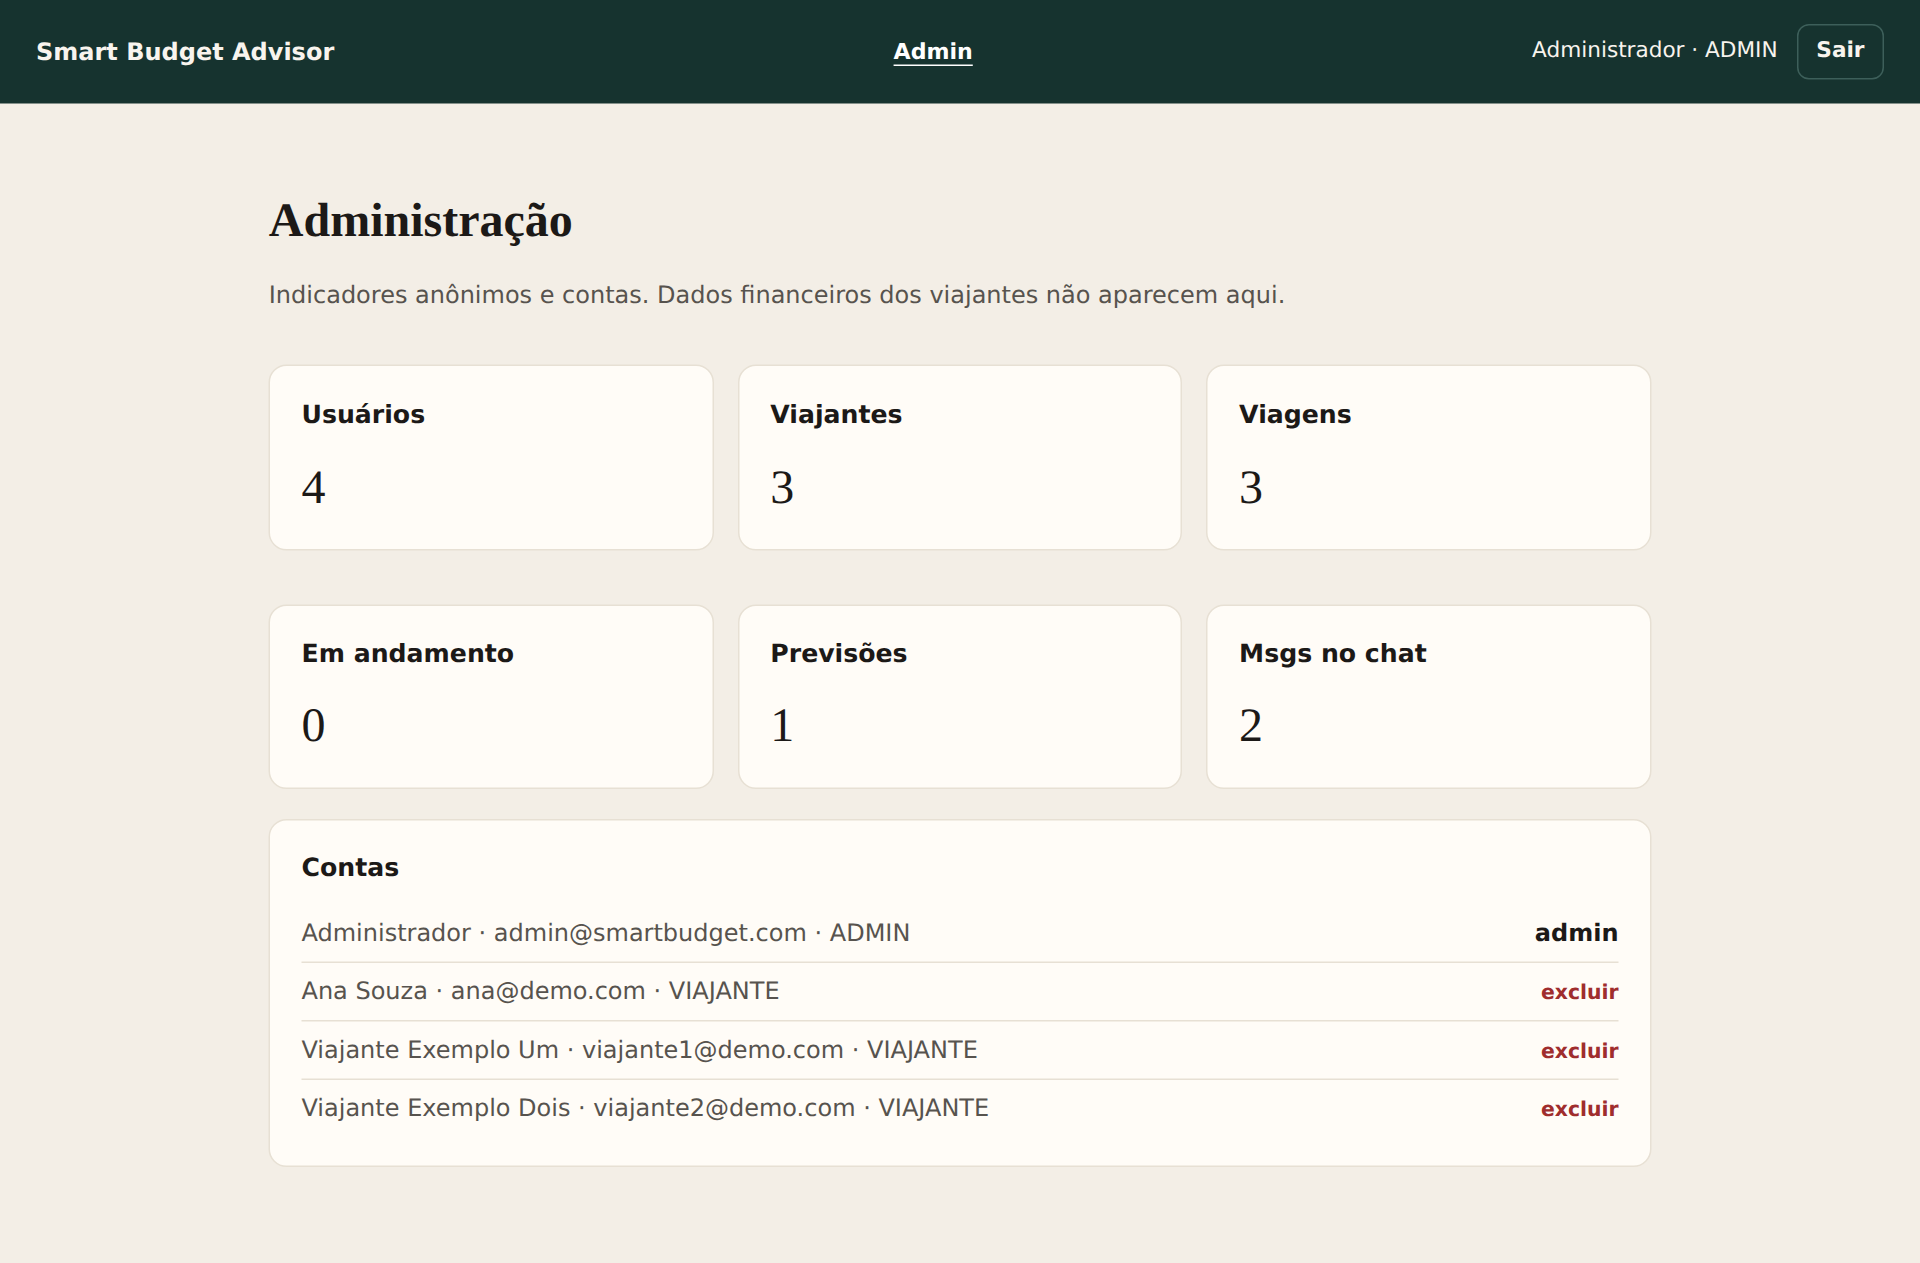 Smart Budget Advisor
Admin
Administrador · ADMIN
Sair
Administração
Indicadores anônimos e contas. Dados financeiros dos viajantes não aparecem aqui.
Usuários
4
Viajantes
3
Viagens
3
Em andamento
0
Previsões
1
Msgs no chat
2
Contas
Administrador · admin@smartbudget.com · ADMIN
admin
Ana Souza · ana@demo.com · VIAJANTE
excluir
Viajante Exemplo Um · viajante1@demo.com · VIAJANTE
excluir
Viajante Exemplo Dois · viajante2@demo.com · VIAJANTE
excluir